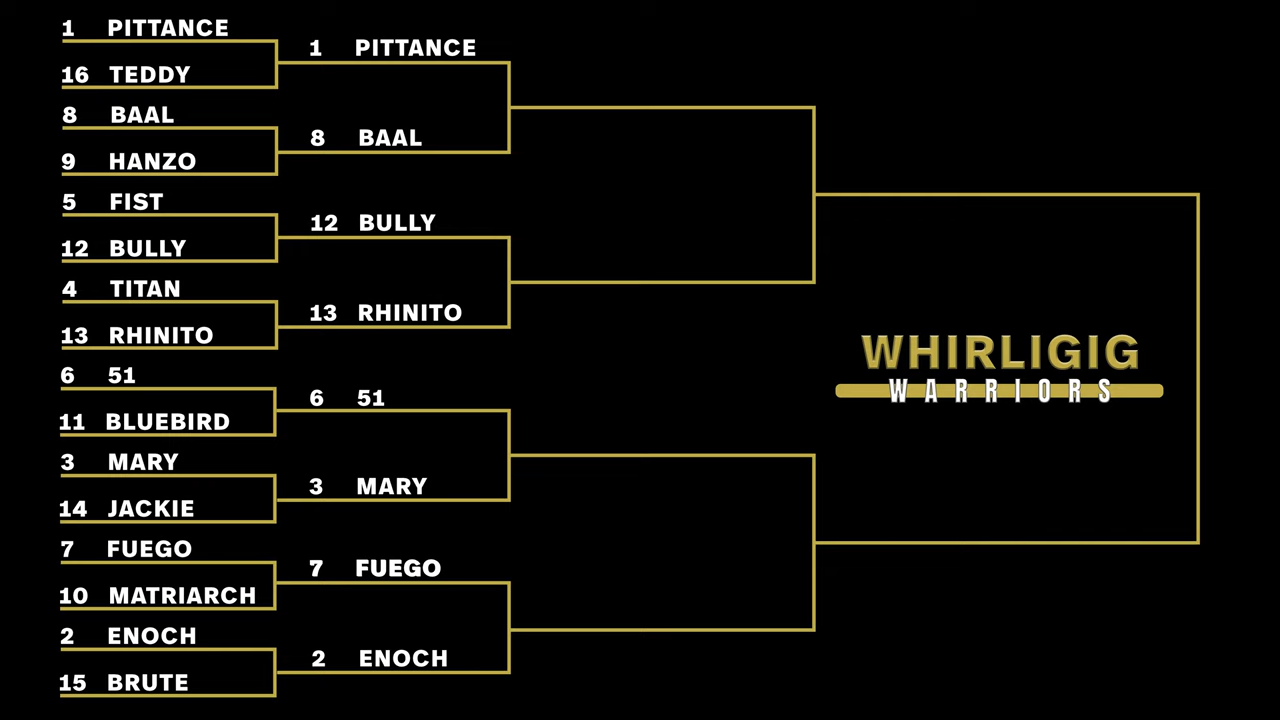 1 PITTANCE
16 TEDDY
8 BAAL
9 HANZO
5 FIST
12 BULLY
4 TITAN
13 RHINITO
6 51
11 BLUEBIRD
3 MARY
14 JACKIE
7 FUEGO
10 MATRIARCH
2 ENOCH
15 BRUTE
1 PITTANCE
8 BAAL
12 BULLY
13 RHINITO
6 51
3 MARY
7 FUEGO
2 ENOCH
WHIRLIGIG
WARRIORS